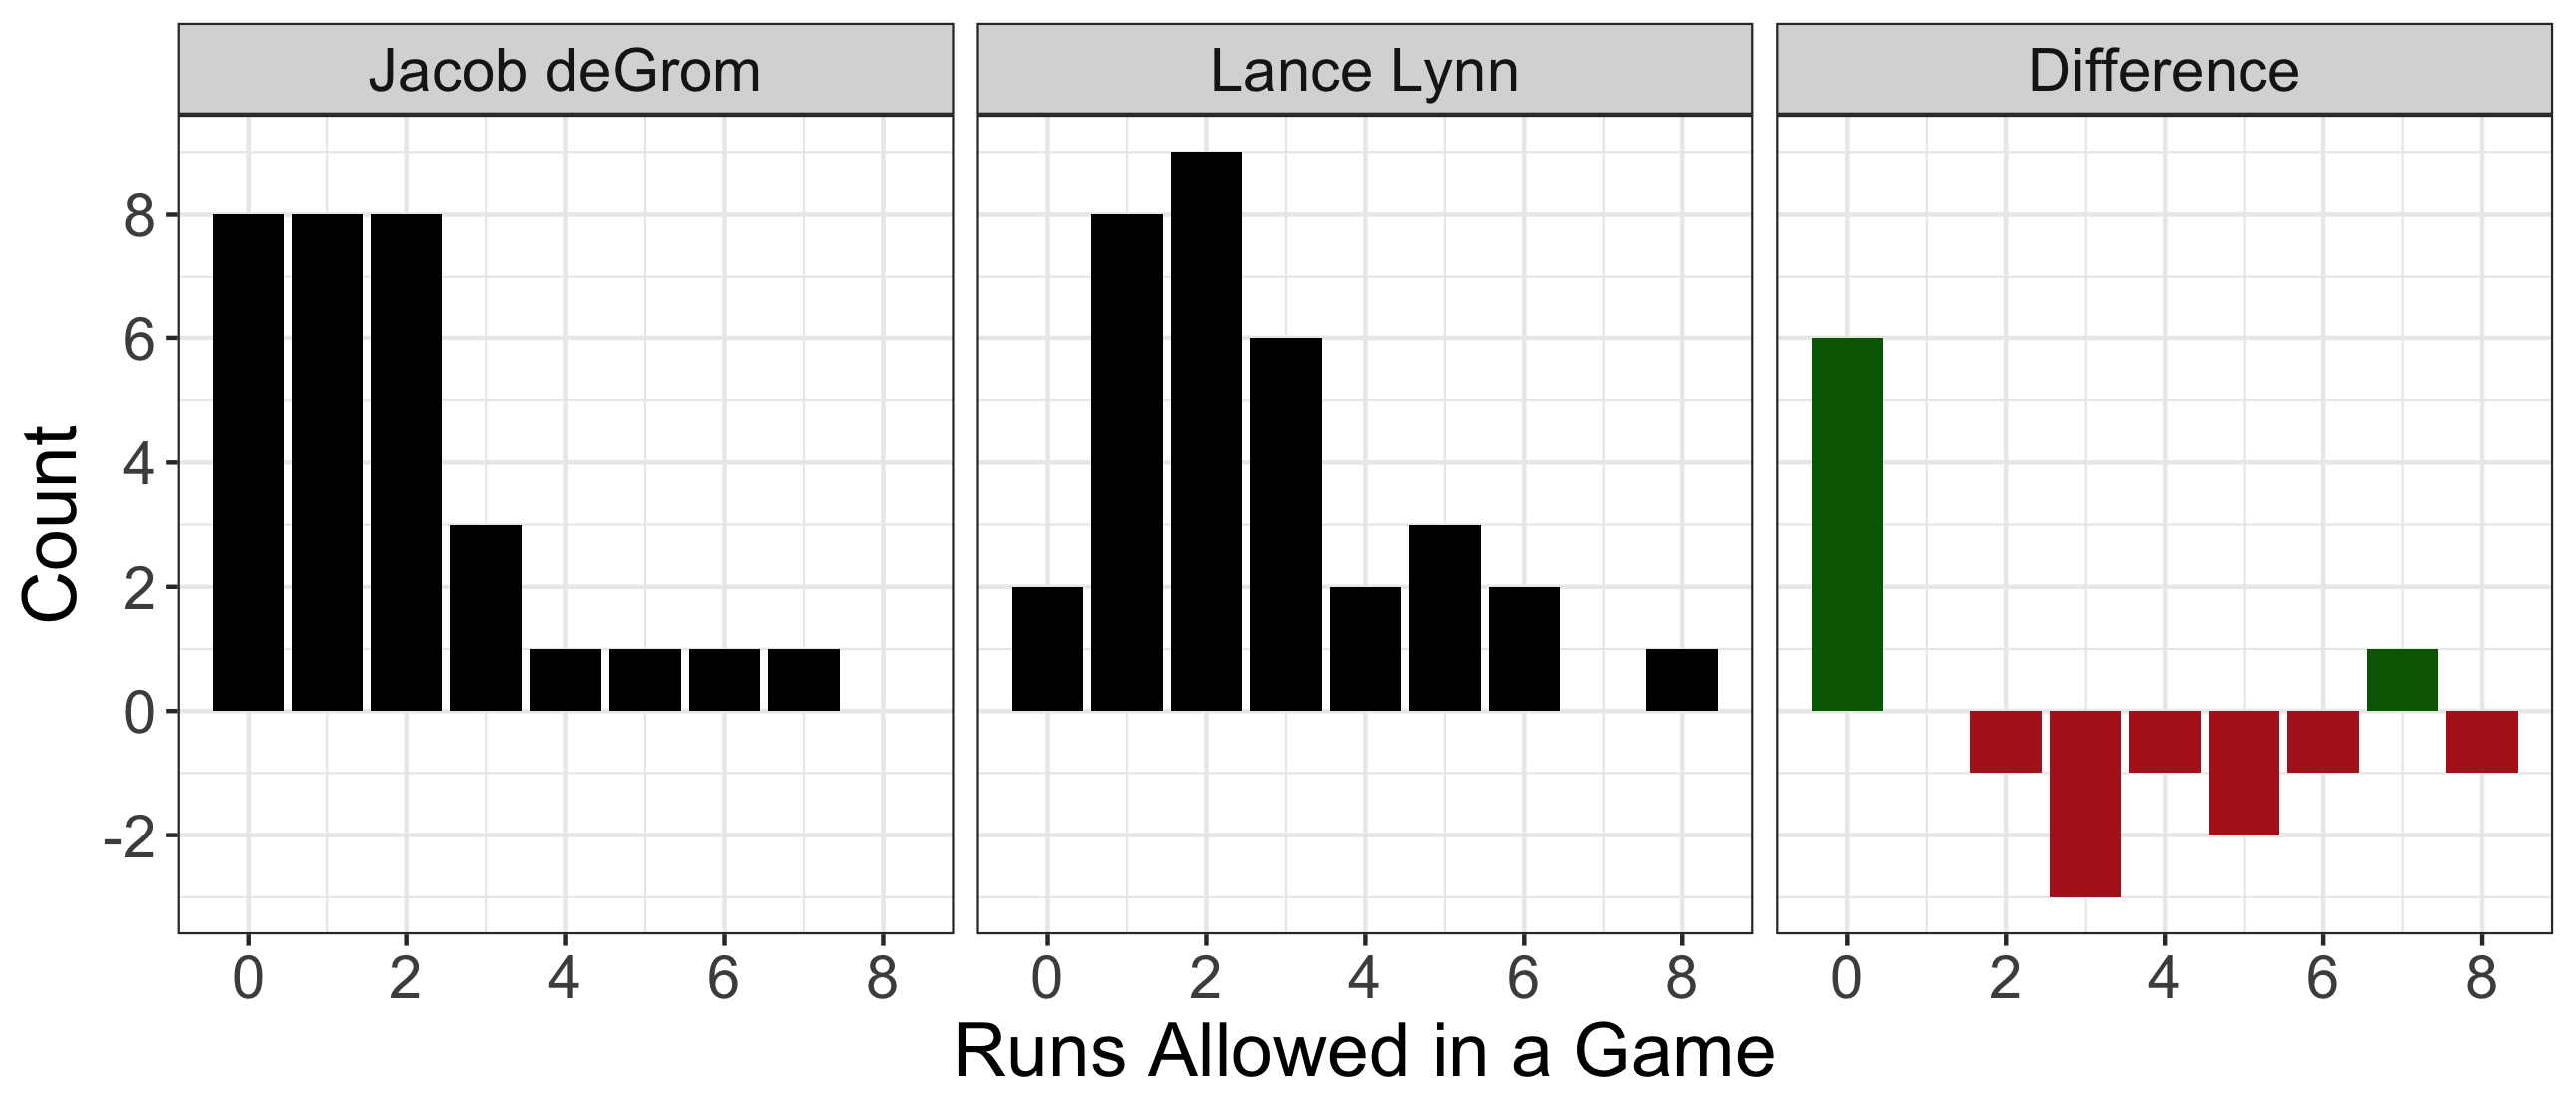 Jacob deGrom
Lance Lynn
Difference
Count
8
6
4
2
0
-2
0 2 4 6 8
0 2 4 6 8
0 2 4 6 8
Runs Allowed in a Game